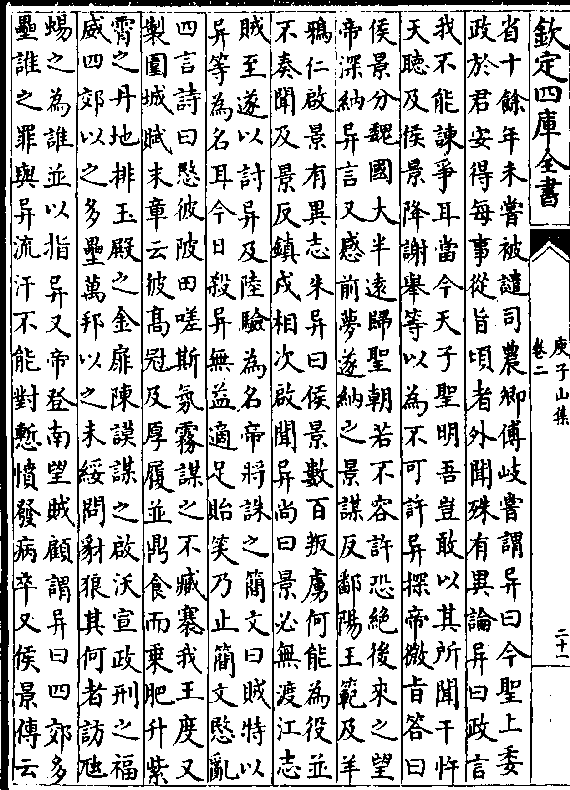 欽定四庫全書
庾子山集
卷二
二十一
省十餘年未嘗被譴司農卿傅岐嘗謂异曰今聖上委
政於君安得每事從旨頃者外聞殊有異論异曰政言
我不能諫爭耳當今天子聖明吾豈敢以其所聞干忤
天聽及侯景降謝舉等以為不可許异探帝微旨答曰
侯景分魏國大半遠歸聖朝若不容許恐絶後來之望
帝深納异言又感前夢遂納之景謀反鄱陽王範及羊
鴉仁啟景有異志朱异曰侯景數百叛虜何能為役並
不奏聞及景反鎮戍相次啟聞异尚曰景必無渡江志
賊至遂以討异及陸驗為名帝將誅之簡文曰賊特以
异等為名耳今日殺异無益適足貽笑乃止簡文愍亂
四言詩曰愍彼陂田嗟斯氛霧謀之不臧褰我王度又
製圍城賦末章云彼髙冠及厚履並鼎食而乗肥升紫
霄之丹地排玉殿之金扉陳謨謀之啟沃宣政刑之福
威四郊以之多壘萬邦以之未綏問豺狼其何者訪虺
蜴之為誰並以指异又帝登南望賊顧謂异曰四郊多
壘誰之罪與异流汗不能對慙憤發病卒又侯景傳云